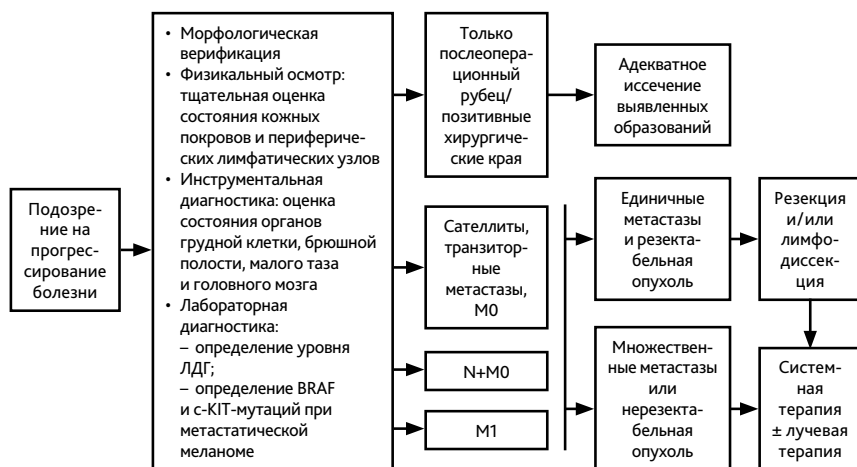 Подозре-
ние на
прогрес-
сирование
болезни
• Морфологическая
верификация
• Физикальный осмотр:
тщательная оценка
состояния кожных
покровов и перифериче-
ских лимфатических узлов
• Инструментальная
диагностика: оценка
состояния органов
грудной клетки, брюшной
полости, малого таза
и головного мозга
• Лабораторная
диагностика:
– определение уровня
ЛДГ;
– определение BRAF
и c-KIT-мутаций при
метастатической
меланоме
Только
послеопера-
ционный
рубец/
позитивные
хирургиче-
ские края
Адекватное
иссечение
выявленных
образований
Сателлиты,
транзитор-
ные
метастазы,
M0
N+M0
M1
Единичные
метастазы
и резекта-
бельная
опухоль
Резекция
и/или
лимфо-
диссек-
ция
Множествен-
ные метастазы
или
нерезекта-
бельная
опухоль
Систем-
ная
терапия
± лучевая
терапия